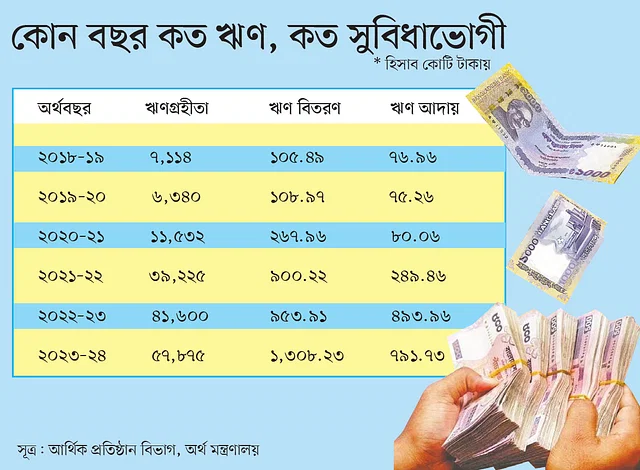 কোন বছর কত ঋণ, কত সুবিধাভোগী
* হিসাব কোটি টাকায়
অর্থবছর ঋণগ্রহীতা ঋণ বিতরণ ঋণ আদায়
২০১৮-১৯ ৭,১১৪ ১০৫.৪৯ ৭৬.৯৬
২০১৯-২০ ৬,৩৪০ ১০৮.৯৭ ৭৫.২৬
২০২০-২১ ১১,৫৩২ ২৬৭.৯৬ ৮০.০৬
২০২১-২২ ৩৯,২২৫ ৯০০.২২ ২৪৯.৪৬
২০২২-২৩ ৪১,৬০০ ৯৫৩.৯১ ৪৯৩.৯৬
২০২৩-২৪ ৫৭,৮৭৫ ১,৩০৮.২৩ ৭৯১.৭৩
সূত্র : আর্থিক প্রতিষ্ঠান বিভাগ, অর্থ মন্ত্রণালয়